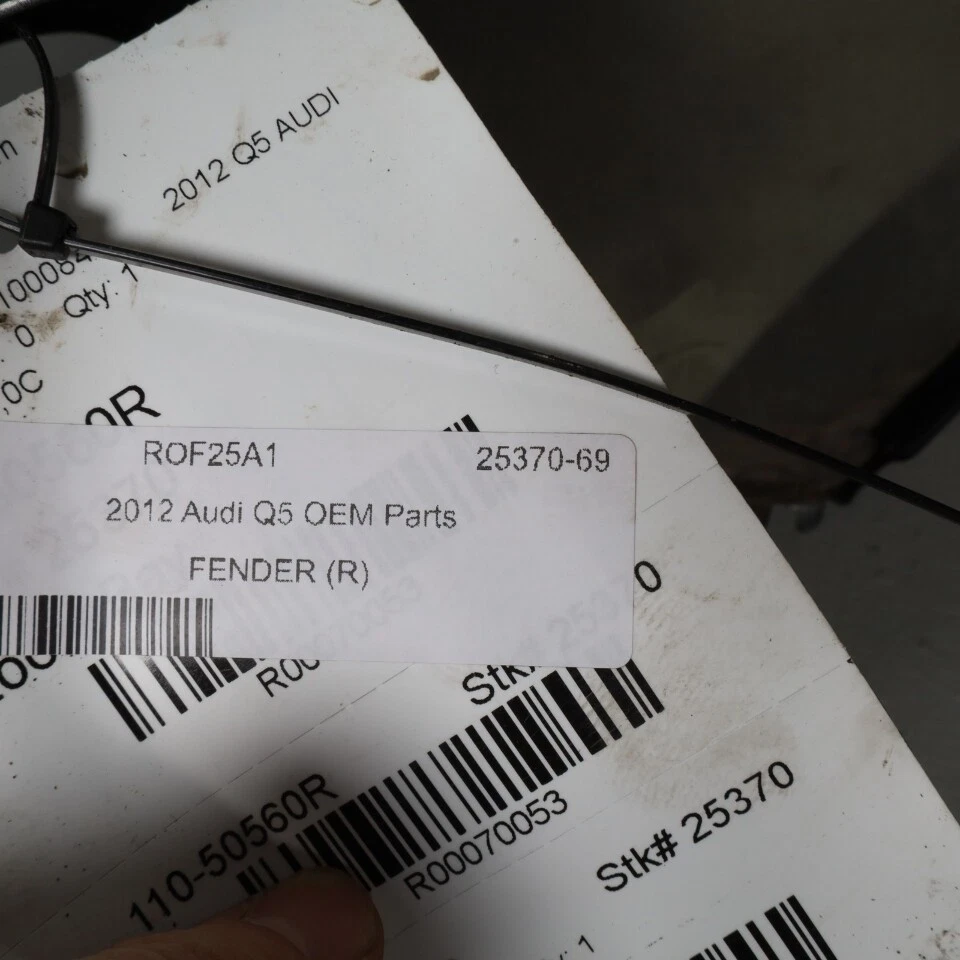 2012 Q5 AUDI
Qty: 1
0
ROF25A1 25370-69
2012 Audi Q5 OEM Parts
FENDER (R)
110-50560R
R00070053
Stk# 25370